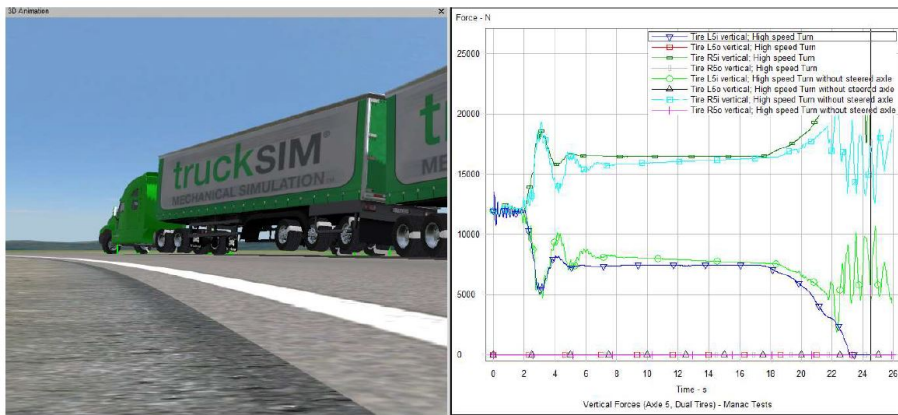 3D Animation
truckSIM
MECHANICAL SIMULATION
tr
ME
Force - N
25000
20000
15000
10000
5000
0
Tire L5i vertical; High speed Turn
Tire L5o vertical; High speed Turn
Tire R5i vertical; High speed Turn
Tire R5o vertical; High speed Turn
Tire L5i vertical; High speed Turn without steered axle
Tire L5o vertical; High speed Turn without steered axle
Tire R5i vertical; High speed Turn without steered axle
Tire R5o vertical; High speed Turn without steered axle
0 2 4 6 8 10 12 14 16 18 20 22 24 26
Time - s
Vertical Forces (Axle 5, Dual Tires) - Manac Tests